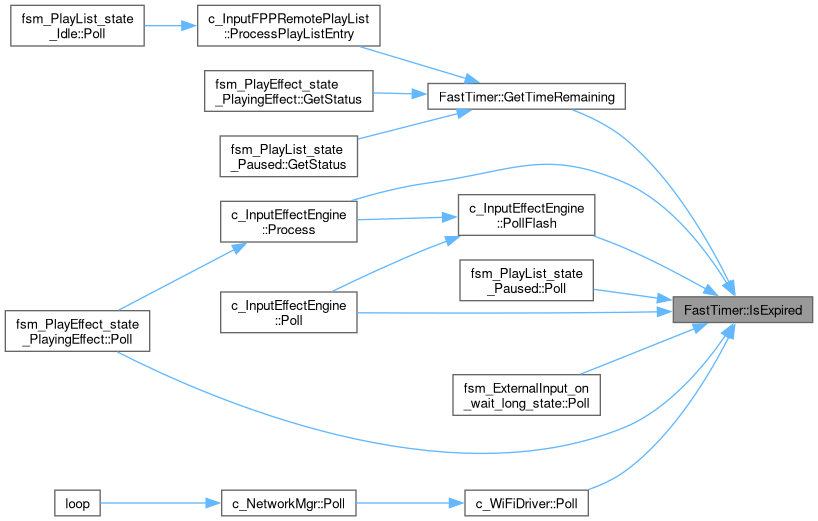 fsm_PlayList_state
_Idle::Poll
c_InputFPPRemotePlayList
::ProcessPlayListEntry
fsm_PlayEffect_state
_PlayingEffect::GetStatus
FastTimer::GetTimeRemaining
fsm_PlayList_state
_Paused::GetStatus
c_InputEffectEngine
::Process
c_InputEffectEngine
::PollFlash
fsm_PlayList_state
_Paused::Poll
c_InputEffectEngine
::Poll
FastTimer::IsExpired
fsm_PlayEffect_state
_PlayingEffect::Poll
fsm_ExternalInput_on
_wait_long_state::Poll
loop
c_NetworkMgr::Poll
c_WiFiDriver::Poll